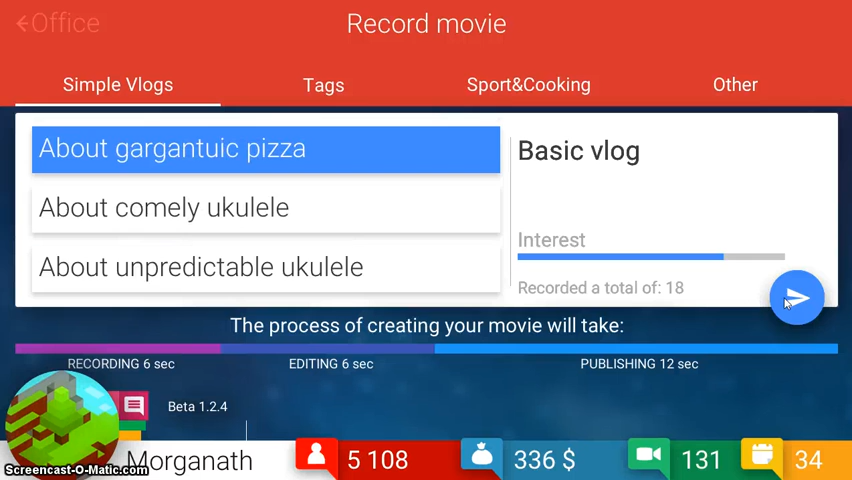 Office
Record movie
Simple Vlogs
Tags
Sport&Cooking
Other
About gargantuic pizza
About comely ukulele
About unpredictable ukulele
Basic vlog
Interest
Recorded a total of: 18
The process of creating your movie will take:
RECORDING 6 sec
EDITING 6 sec
PUBLISHING 12 sec
Beta 1.2.4
Screencast-O-Matic.com
Morganath
5 108
336 $
131
34